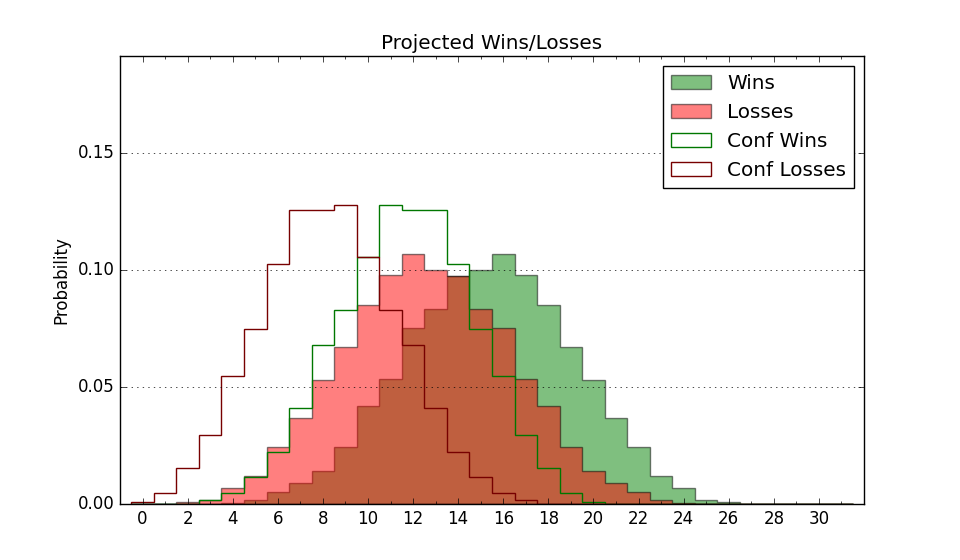 Projected Wins/Losses
Wins
Losses
Conf Wins
Conf Losses
Probability
0.15
0.10
0.05
0.00
0 2 4 6 8 10 12 14 16 18 20 22 24 26 28 30